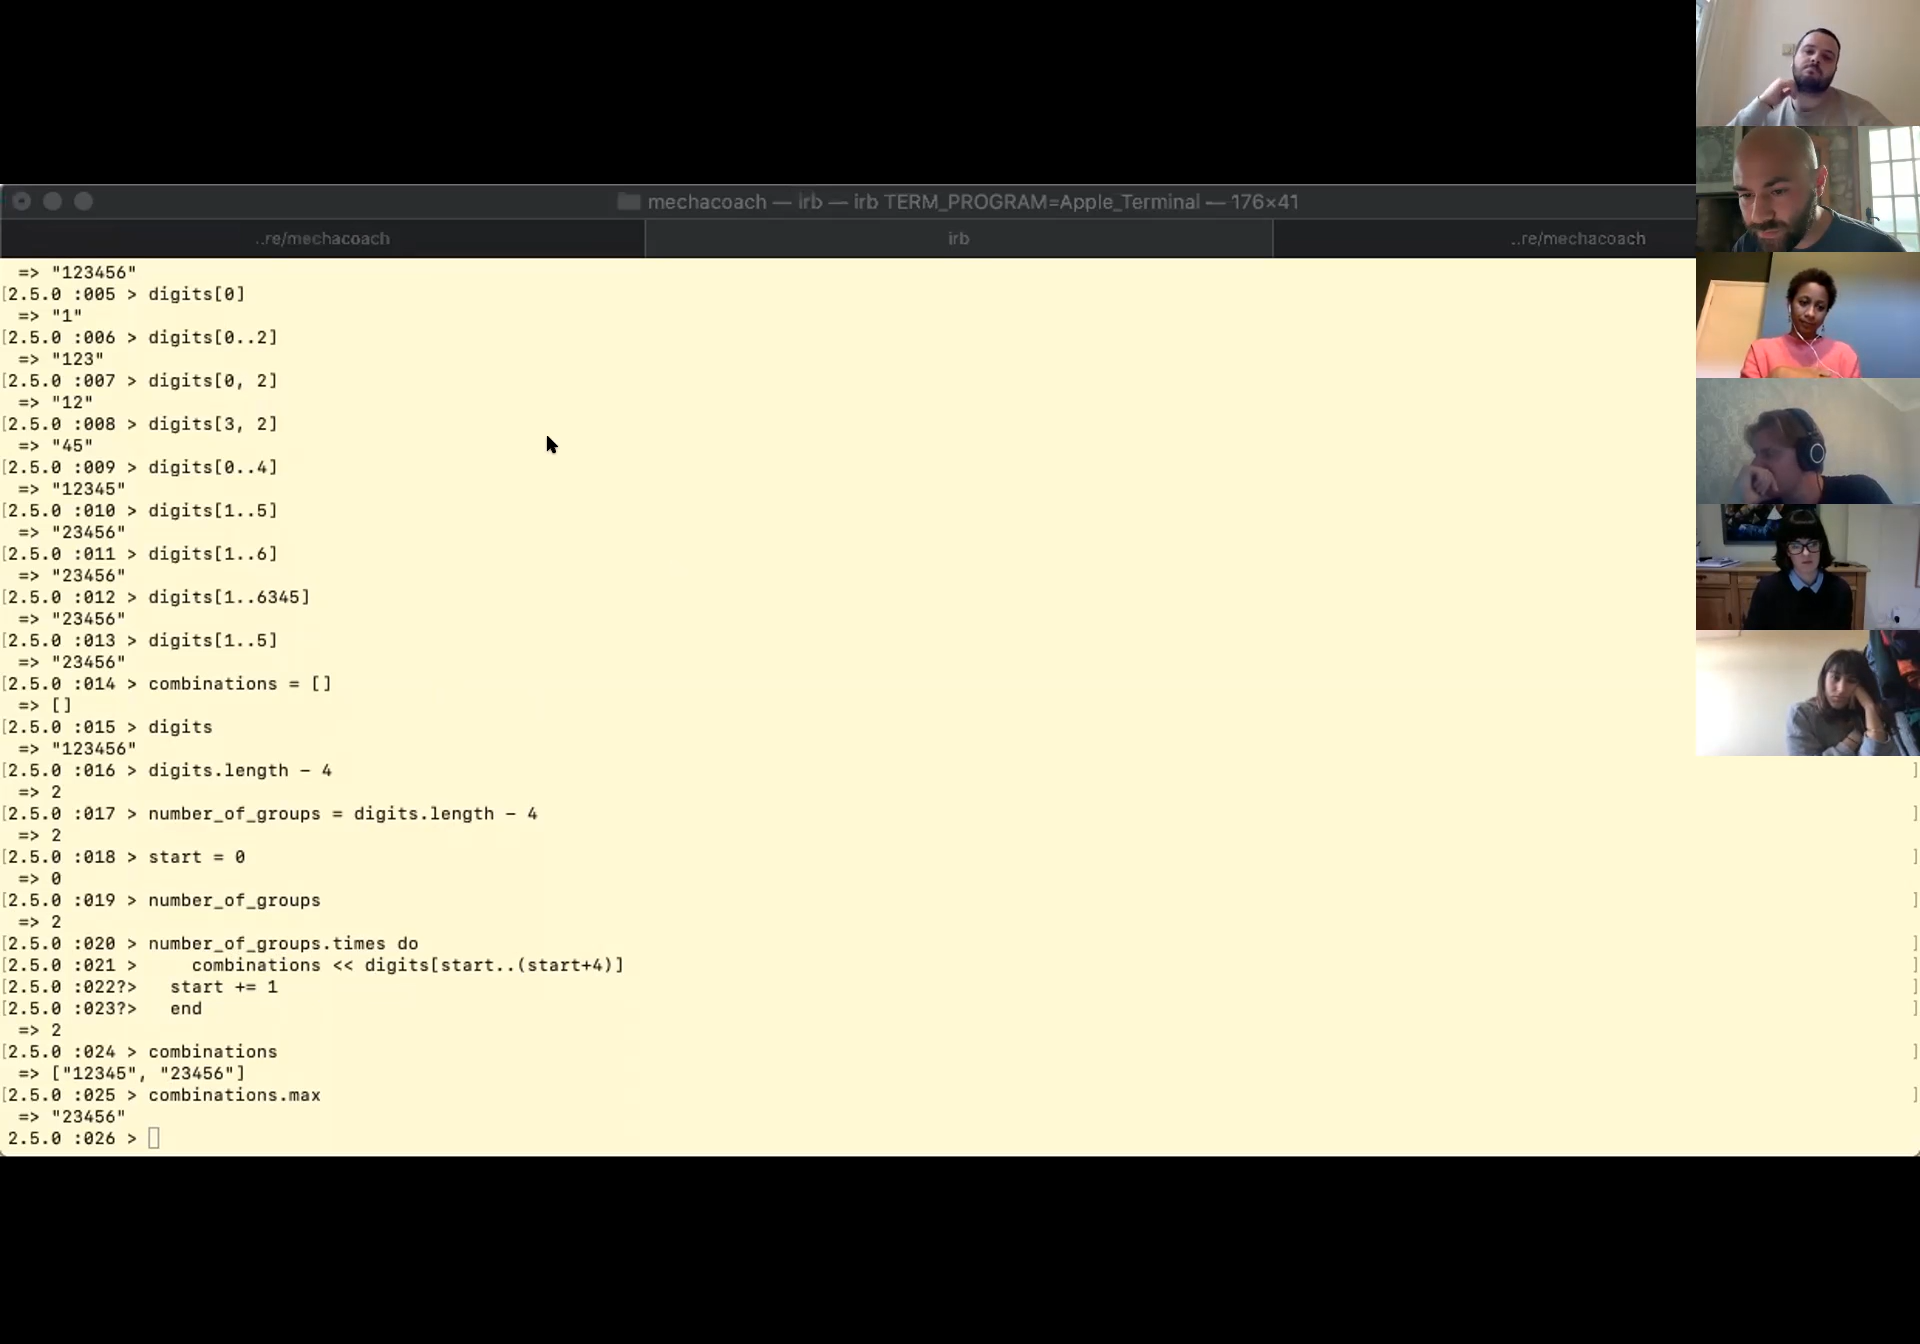 mechacoach — irb — irb TERM_PROGRAM=Apple_Terminal — 176×41
..re/mechacoach
irb
..re/mechacoach
=> "123456"
[2.5.0 :005 > digits[0]
=> "1"
[2.5.0 :006 > digits[0..2]
=> "123"
[2.5.0 :007 > digits[0, 2]
=> "12"
[2.5.0 :008 > digits[3, 2]
=> "45"
[2.5.0 :009 > digits[0..4]
=> "12345"
[2.5.0 :010 > digits[1..5]
=> "23456"
[2.5.0 :011 > digits[1..6]
=> "23456"
[2.5.0 :012 > digits[1..6345]
=> "23456"
[2.5.0 :013 > digits[1..5]
=> "23456"
[2.5.0 :014 > combinations = []
=> []
[2.5.0 :015 > digits
=> "123456"
[2.5.0 :016 > digits.length - 4 ]
=> 2
[2.5.0 :017 > number_of_groups = digits.length - 4 ]
=> 2
[2.5.0 :018 > start = 0 ]
=> 0
[2.5.0 :019 > number_of_groups ]
=> 2
[2.5.0 :020 > number_of_groups.times do ]
[2.5.0 :021 > combinations << digits[start..(start+4)] ]
[2.5.0 :022?> start += 1 ]
[2.5.0 :023?> end ]
=> 2
[2.5.0 :024 > combinations ]
=> ["12345", "23456"]
[2.5.0 :025 > combinations.max ]
=> "23456"
2.5.0 :026 >